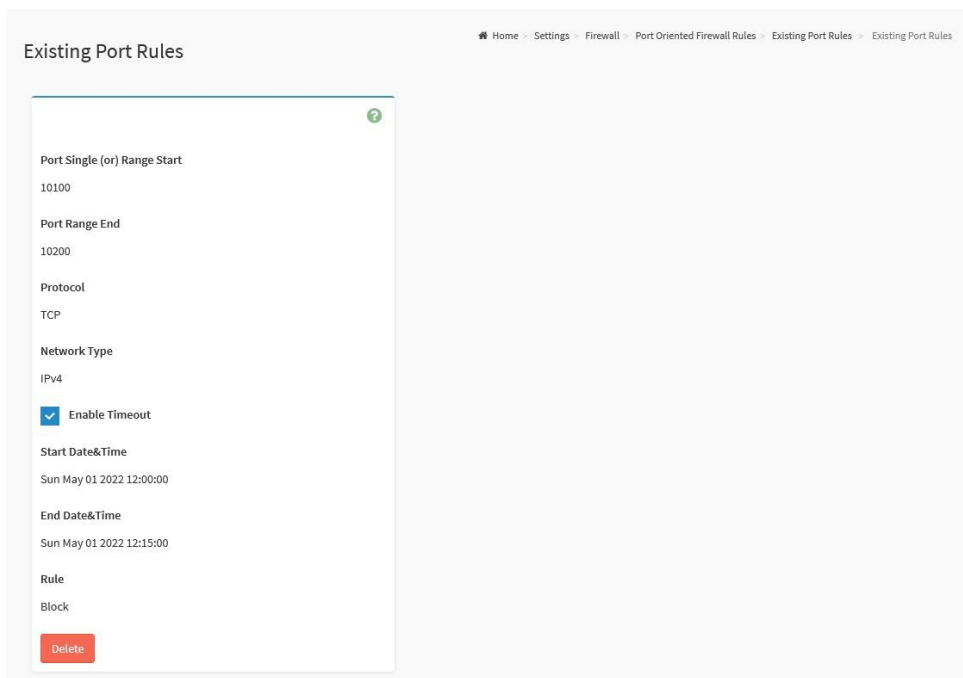 Existing Port Rules
Home > Settings > Firewall > Port Oriented Firewall Rules > Existing Port Rules > Existing Port Rules
?
Port Single (or) Range Start
10100
Port Range End
10200
Protocol
TCP
Network Type
IPv4
Enable Timeout
Start Date&Time
Sun May 01 2022 12:00:00
End Date&Time
Sun May 01 2022 12:15:00
Rule
Block
Delete